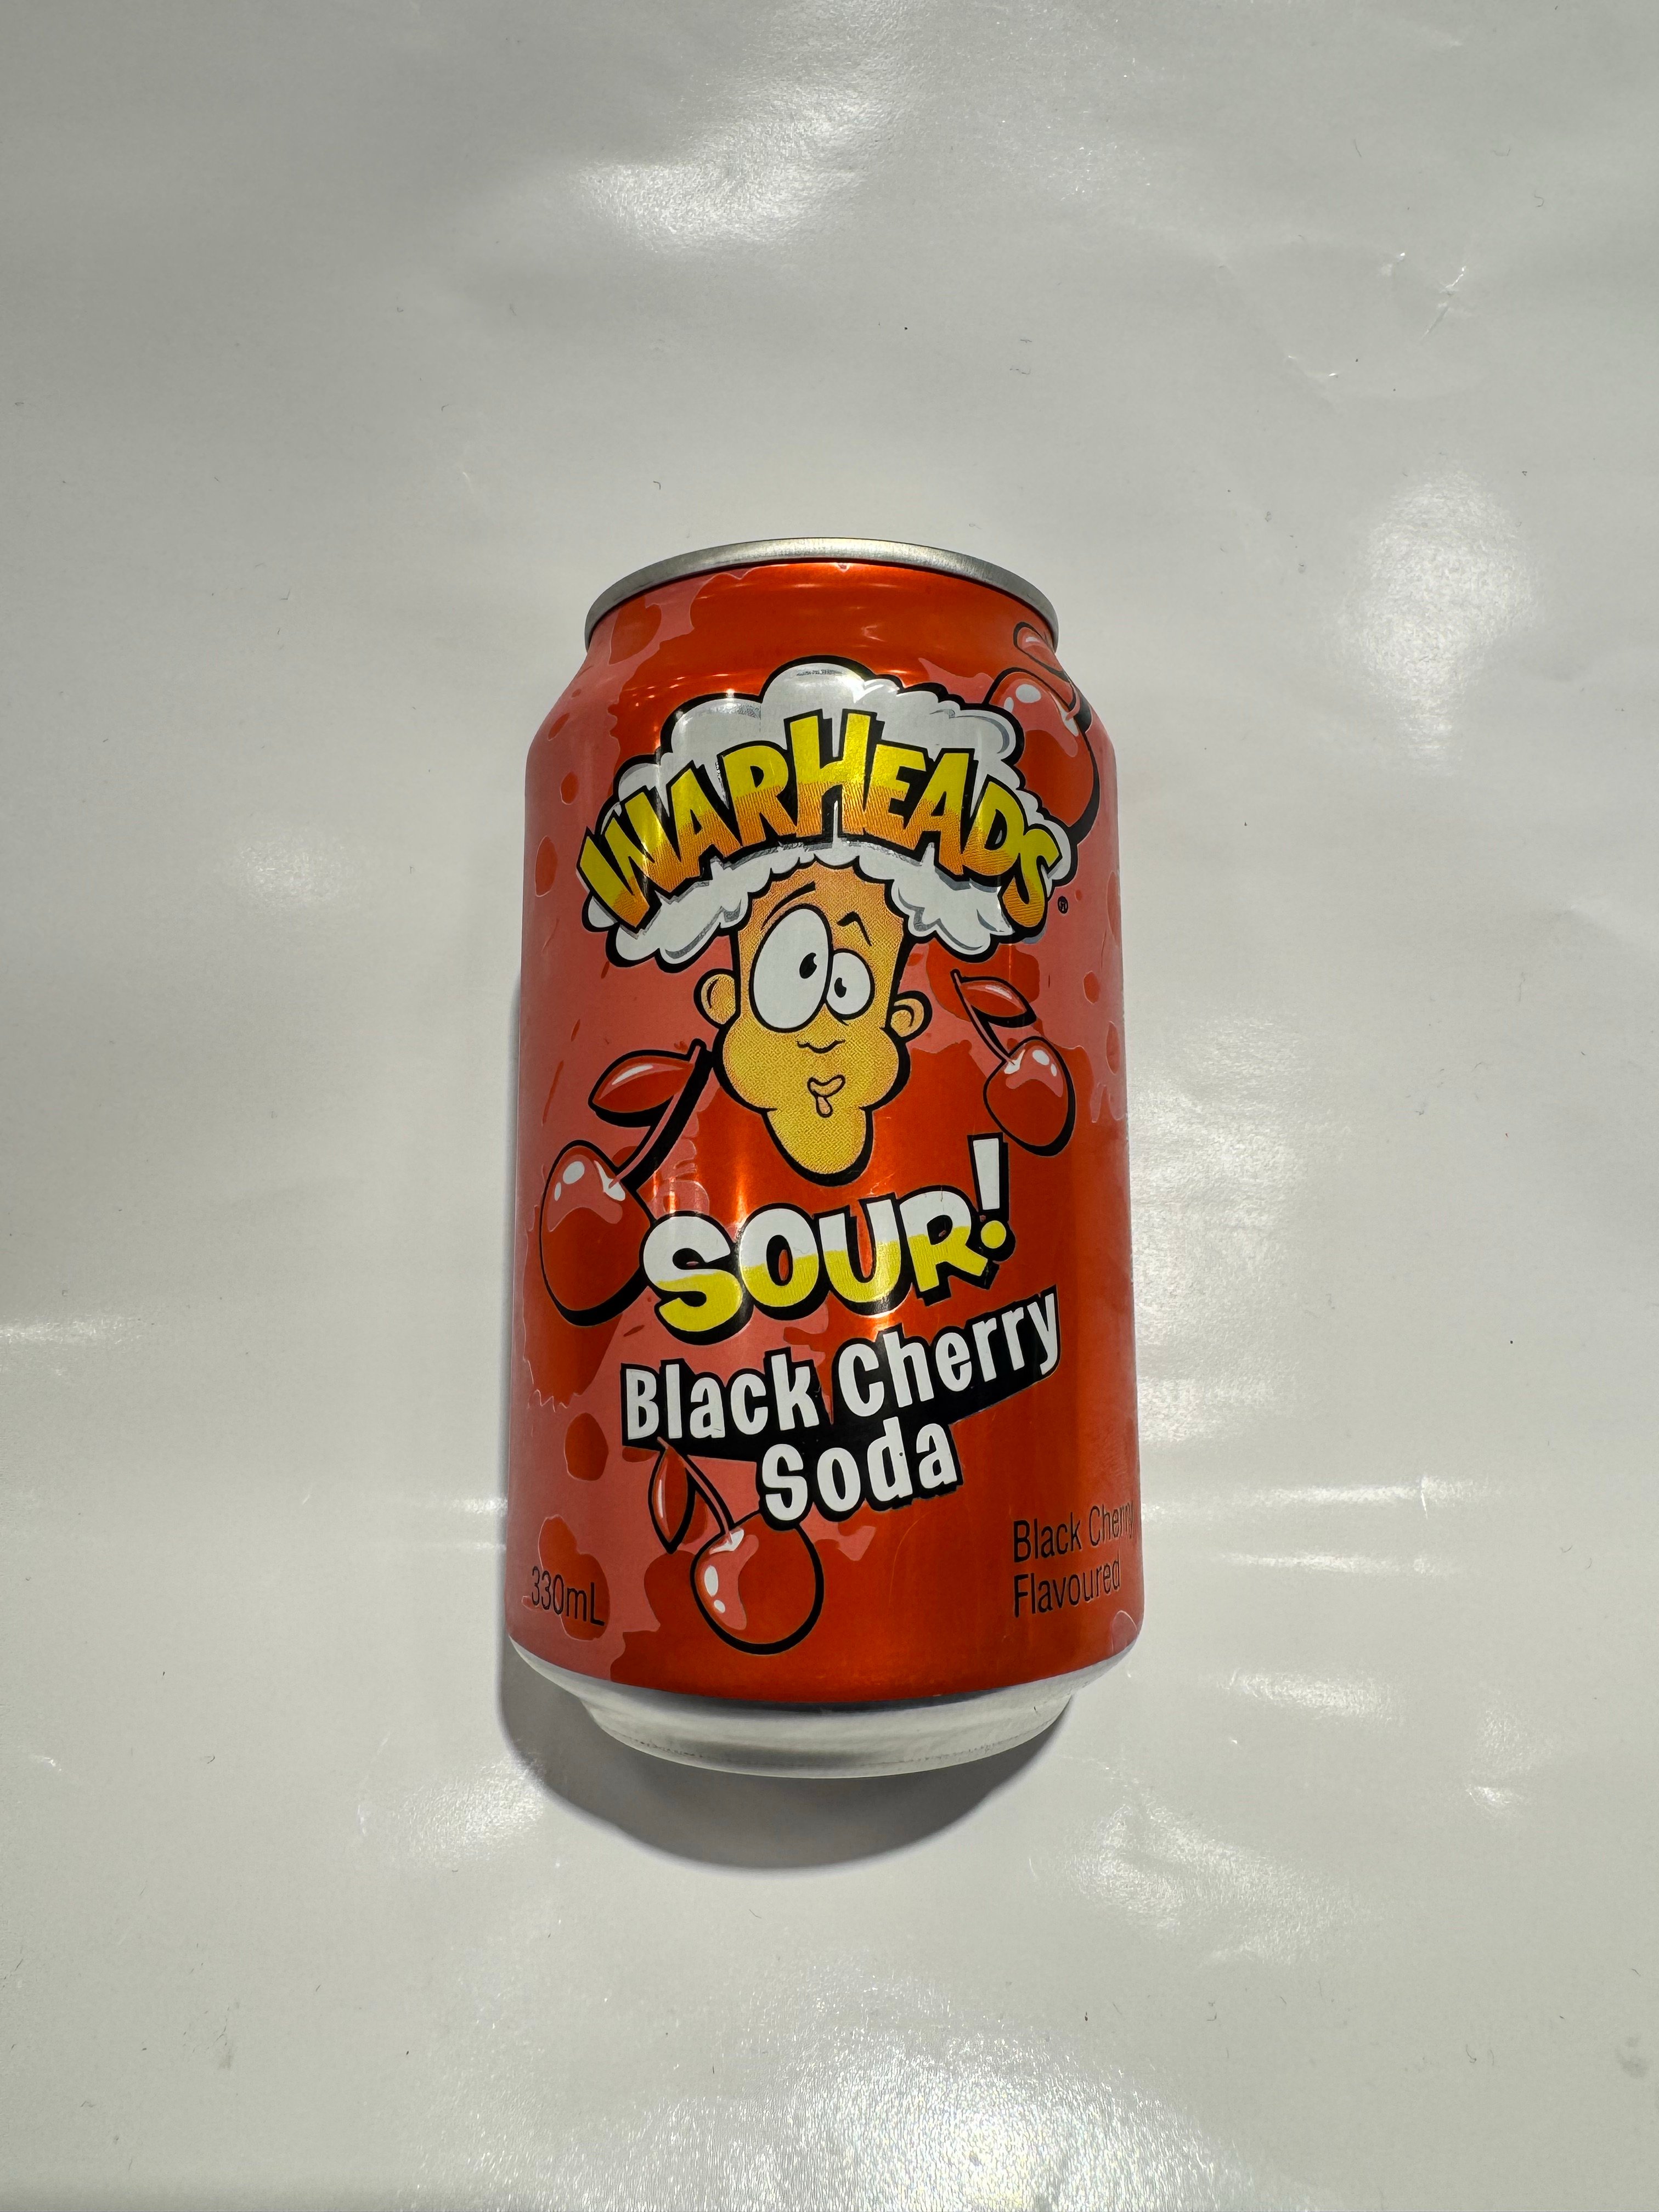 WARHEADS®
SOUR!
Black Cherry
Soda
330mL
Black Cherry
Flavoured